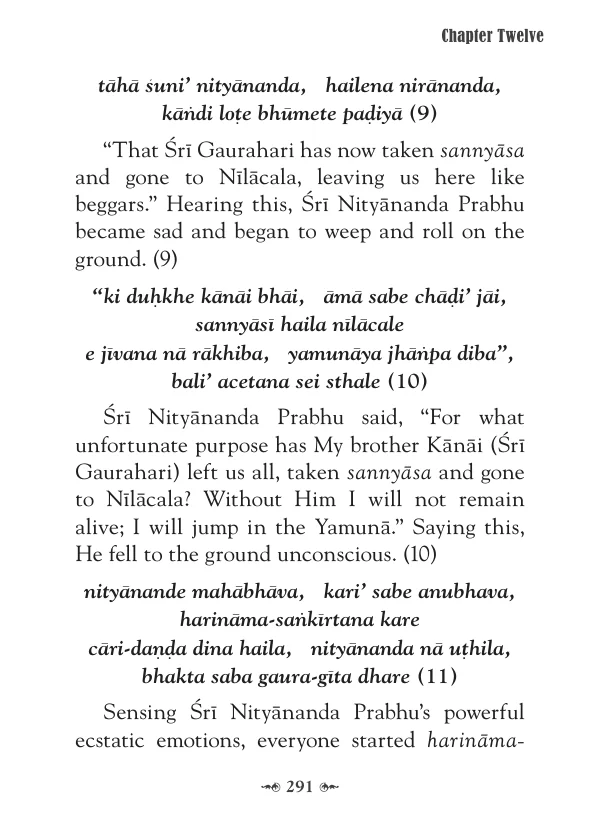 Chapter Twelve
tāhā śuni’ nityānanda, hailena nirānanda,
kāṅdi loṭe bhūmete paḍiyā (9)
“That Śrī Gaurahari has now taken sannyāsa
and gone to Nīlācala, leaving us here like
beggars.” Hearing this, Śrī Nityānanda Prabhu
became sad and began to weep and roll on the
ground. (9)
“ki duḥkhe kānāi bhāi, āmā sabe chāḍi’ jāi,
sannyāsī haila nīlācale
e jīvana nā rākhiba, yamunāya jhāṅpa diba”,
bali’ acetana sei sthale (10)
Śrī Nityānanda Prabhu said, “For what
unfortunate purpose has My brother Kānāi (Śrī
Gaurahari) left us all, taken sannyāsa and gone
to Nīlācala? Without Him I will not remain
alive; I will jump in the Yamunā.” Saying this,
He fell to the ground unconscious. (10)
nityānande mahābhāva, kari’ sabe anubhava,
harināma-saṅkīrtana kare
cāri-daṇḍa dina haila, nityānanda nā uṭhila,
bhakta saba gaura-gīta dhare (11)
Sensing Śrī Nityānanda Prabhu’s powerful
ecstatic emotions, everyone started harināma-
291